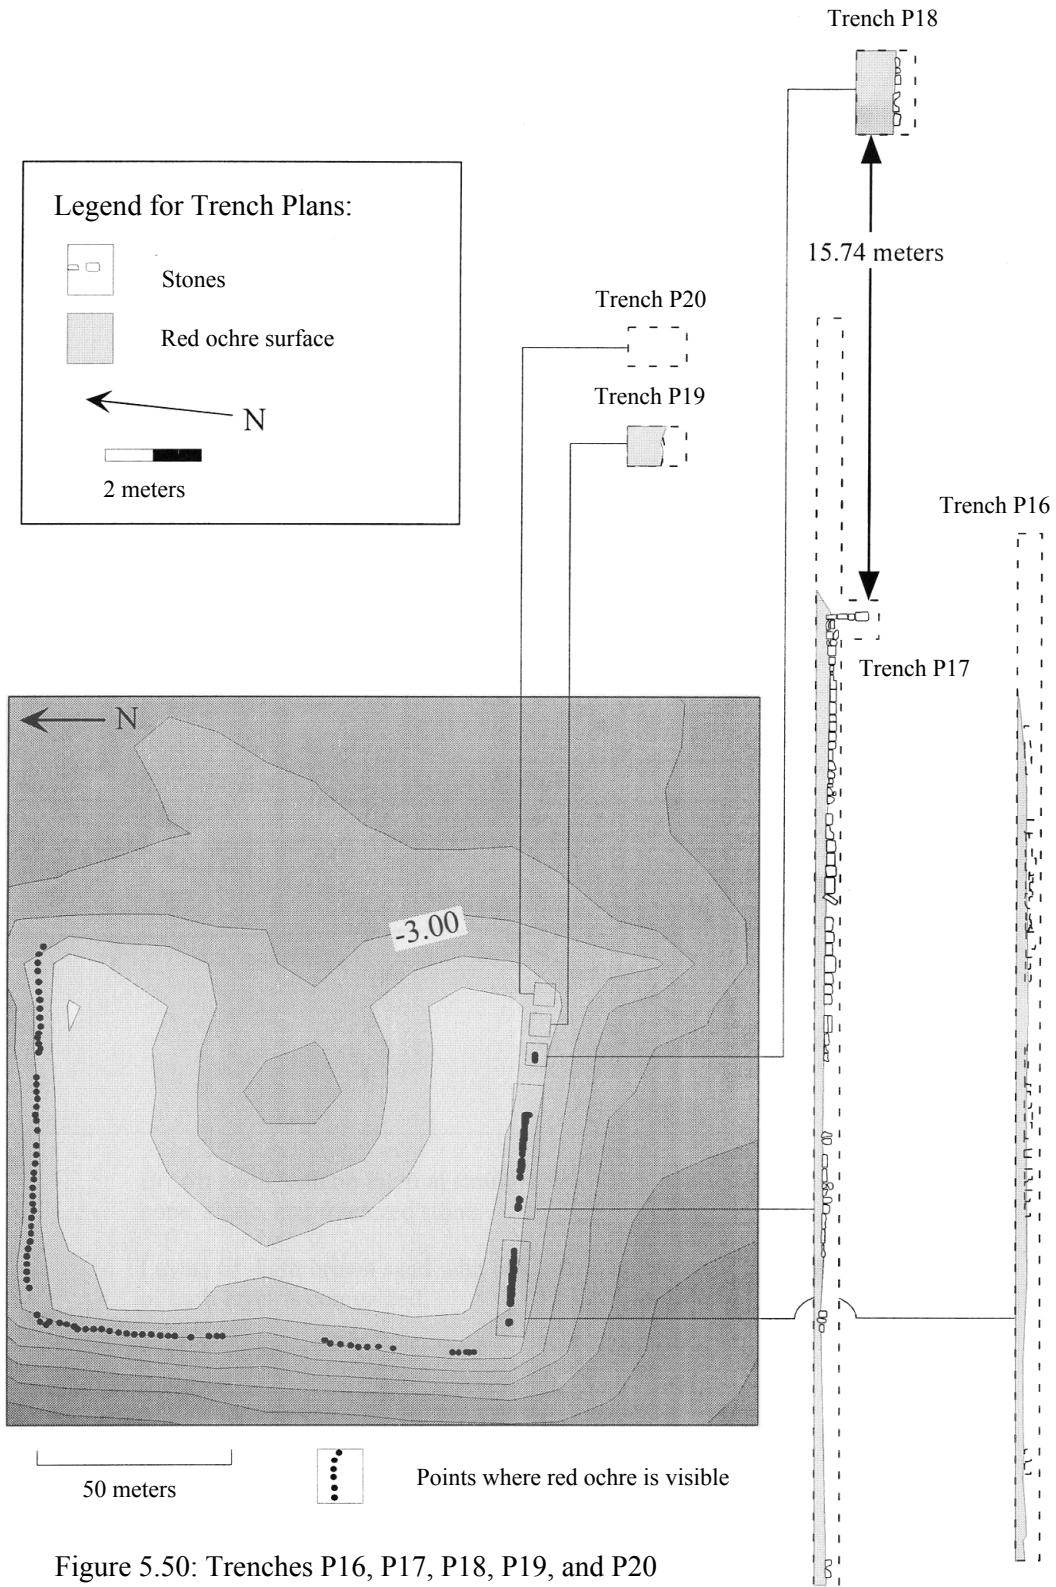 Trench P18
Legend for Trench Plans:
Stones
Red ochre surface
N
2 meters
15.74 meters
Trench P20
Trench P19
Trench P16
Trench P17
N
-3.00
50 meters
Points where red ochre is visible
Figure 5.50: Trenches P16, P17, P18, P19, and P20